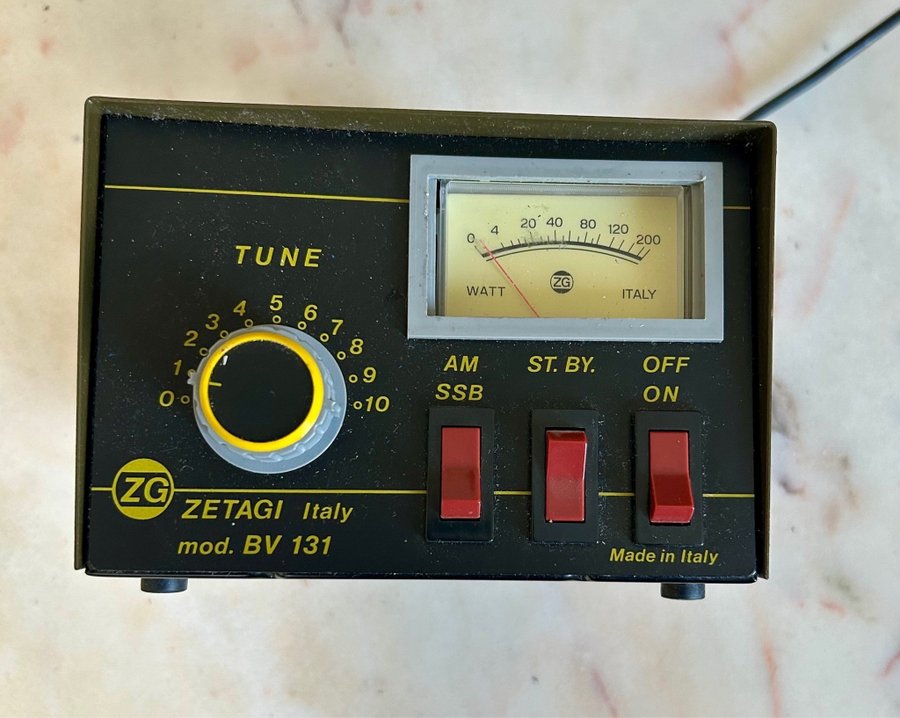 TUNE
0 1 2 3 4 5 6 7 8 9 10
0 4 20 40 80 120 200
ZG
WATT ITALY
AM ST. BY. OFF
SSB ON
ZG
ZETAGI Italy
mod. BV 131
Made in Italy